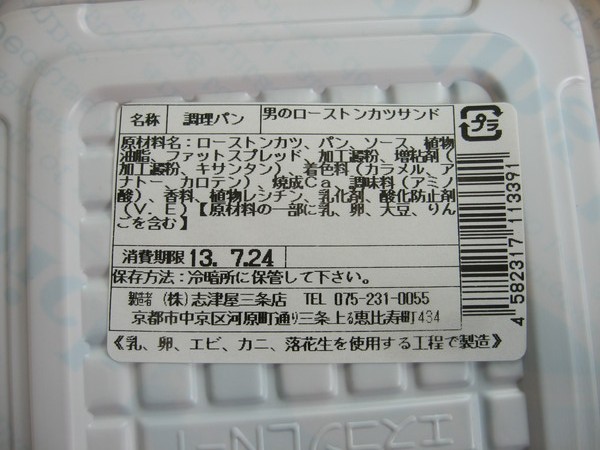 名称 調理パン 男のローストンカツサンド
プラ
原材料名：ローストンカツ、パン、ソース、植物
油脂、ファットスプレッド、加工澱粉、増粘剤（
加工澱粉、キサンタン）、着色料（カラメル、ア
ナトー、カロテン）、焼成Ｃａ、調味料（アミノ
酸）、香料、植物レシチン、乳化剤、酸化防止剤
（Ｖ．Ｅ）【原材料の一部に乳、卵、大豆、りん
ごを含む】
消費期限 13. 7.24
保存方法：冷暗所に保管して下さい。
製造者 （株）志津屋三条店 TEL 075-231-0055
京都市中京区河原町通り三条上る恵比寿町434
《乳、卵、エビ、カニ、落花生を使用する工程で製造》
4 582317 113391